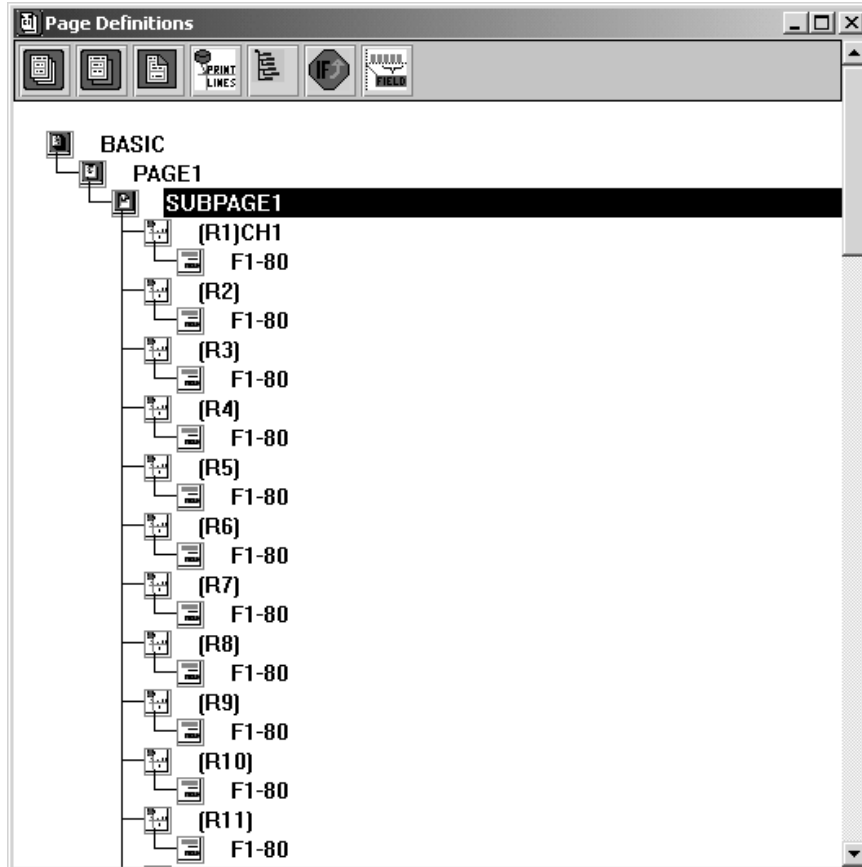 Page Definitions
PRINT LINES
IF
FIELD
BASIC
PAGE1
SUBPAGE1
(R1)CH1
F1-80
(R2)
F1-80
(R3)
F1-80
(R4)
F1-80
(R5)
F1-80
(R6)
F1-80
(R7)
F1-80
(R8)
F1-80
(R9)
F1-80
(R10)
F1-80
(R11)
F1-80